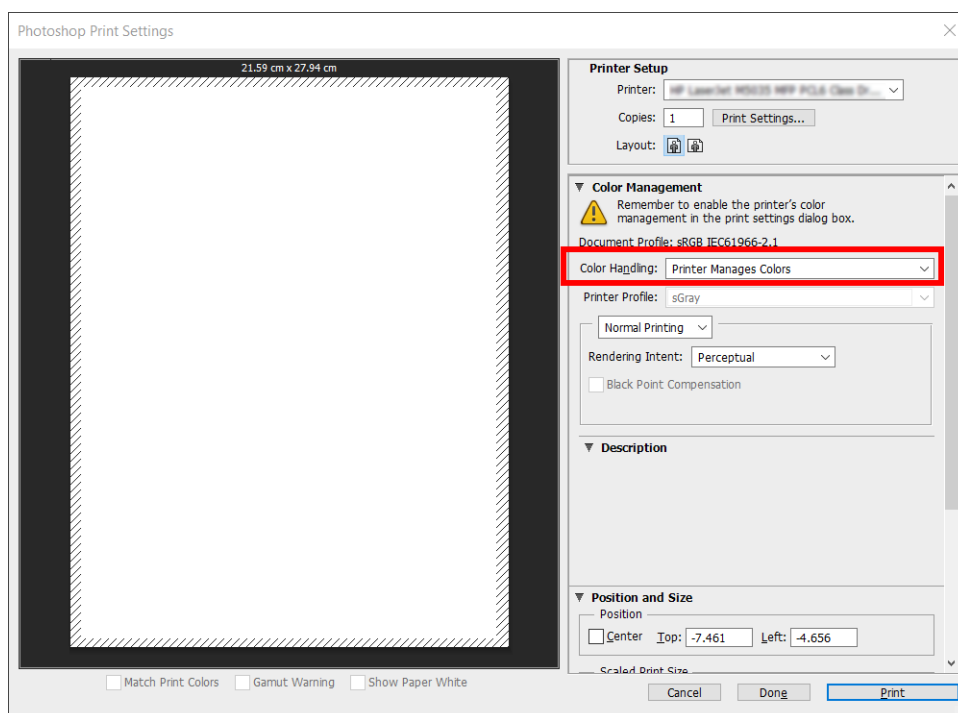 Photoshop Print Settings
21.59 cm x 27.94 cm
Printer Setup
Printer:
Copies: 1 Print Settings...
Layout:
Color Management
Remember to enable the printer's color
management in the print settings dialog box.
Document Profile: sRGB IEC61966-2.1
Color Handling: Printer Manages Colors
Printer Profile: sGray
Normal Printing
Rendering Intent: Perceptual
Black Point Compensation
Description
Position and Size
Position
Center Top: -7.461 Left: -4.656
Scaled Print Size
Match Print Colors Gamut Warning Show Paper White
Cancel Done Print